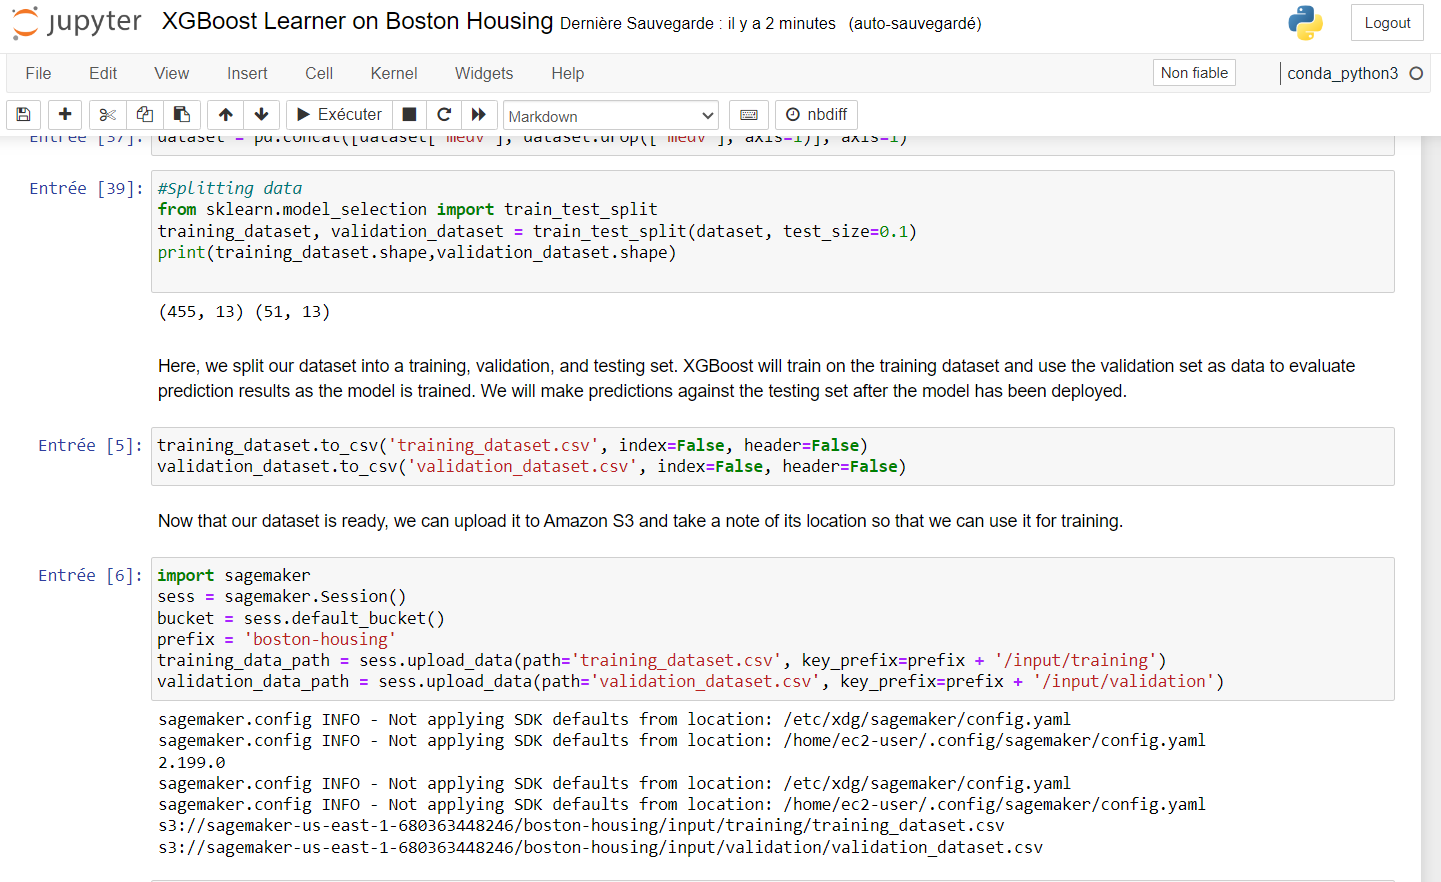 jupyter XGBoost Learner on Boston Housing Dernière Sauvegarde : il y a 2 minutes (auto-sauvegardé) Logout
File Edit View Insert Cell Kernel Widgets Help Non fiable conda_python3
Exécuter Markdown nbdiff
Entrée [37]: dataset = pd.concat([dataset['medv'], dataset.drop(['medv'], axis=1)], axis=1)
Entrée [39]: #Splitting data
from sklearn.model_selection import train_test_split
training_dataset, validation_dataset = train_test_split(dataset, test_size=0.1)
print(training_dataset.shape,validation_dataset.shape)
(455, 13) (51, 13)
Here, we split our dataset into a training, validation, and testing set. XGBoost will train on the training dataset and use the validation set as data to evaluate
prediction results as the model is trained. We will make predictions against the testing set after the model has been deployed.
Entrée [5]: training_dataset.to_csv('training_dataset.csv', index=False, header=False)
validation_dataset.to_csv('validation_dataset.csv', index=False, header=False)
Now that our dataset is ready, we can upload it to Amazon S3 and take a note of its location so that we can use it for training.
Entrée [6]: import sagemaker
sess = sagemaker.Session()
bucket = sess.default_bucket()
prefix = 'boston-housing'
training_data_path = sess.upload_data(path='training_dataset.csv', key_prefix=prefix + '/input/training')
validation_data_path = sess.upload_data(path='validation_dataset.csv', key_prefix=prefix + '/input/validation')
sagemaker.config INFO - Not applying SDK defaults from location: /etc/xdg/sagemaker/config.yaml
sagemaker.config INFO - Not applying SDK defaults from location: /home/ec2-user/.config/sagemaker/config.yaml
2.199.0
sagemaker.config INFO - Not applying SDK defaults from location: /etc/xdg/sagemaker/config.yaml
sagemaker.config INFO - Not applying SDK defaults from location: /home/ec2-user/.config/sagemaker/config.yaml
s3://sagemaker-us-east-1-680363448246/boston-housing/input/training/training_dataset.csv
s3://sagemaker-us-east-1-680363448246/boston-housing/input/validation/validation_dataset.csv